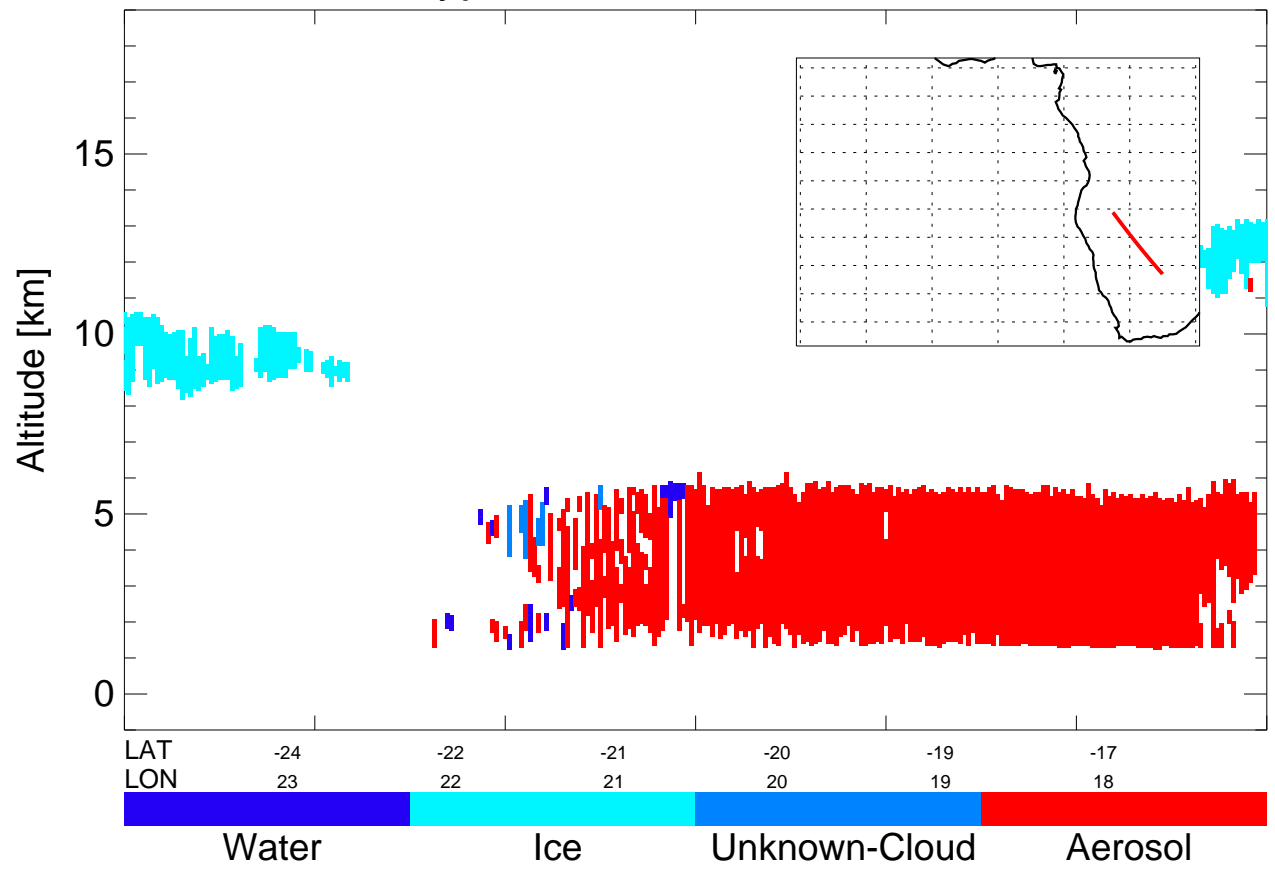 15
10
5
0
Altitude [km]
LAT -24 -22 -21 -20 -19 -17
LON 23 22 21 20 19 18
Water Ice Unknown-Cloud Aerosol